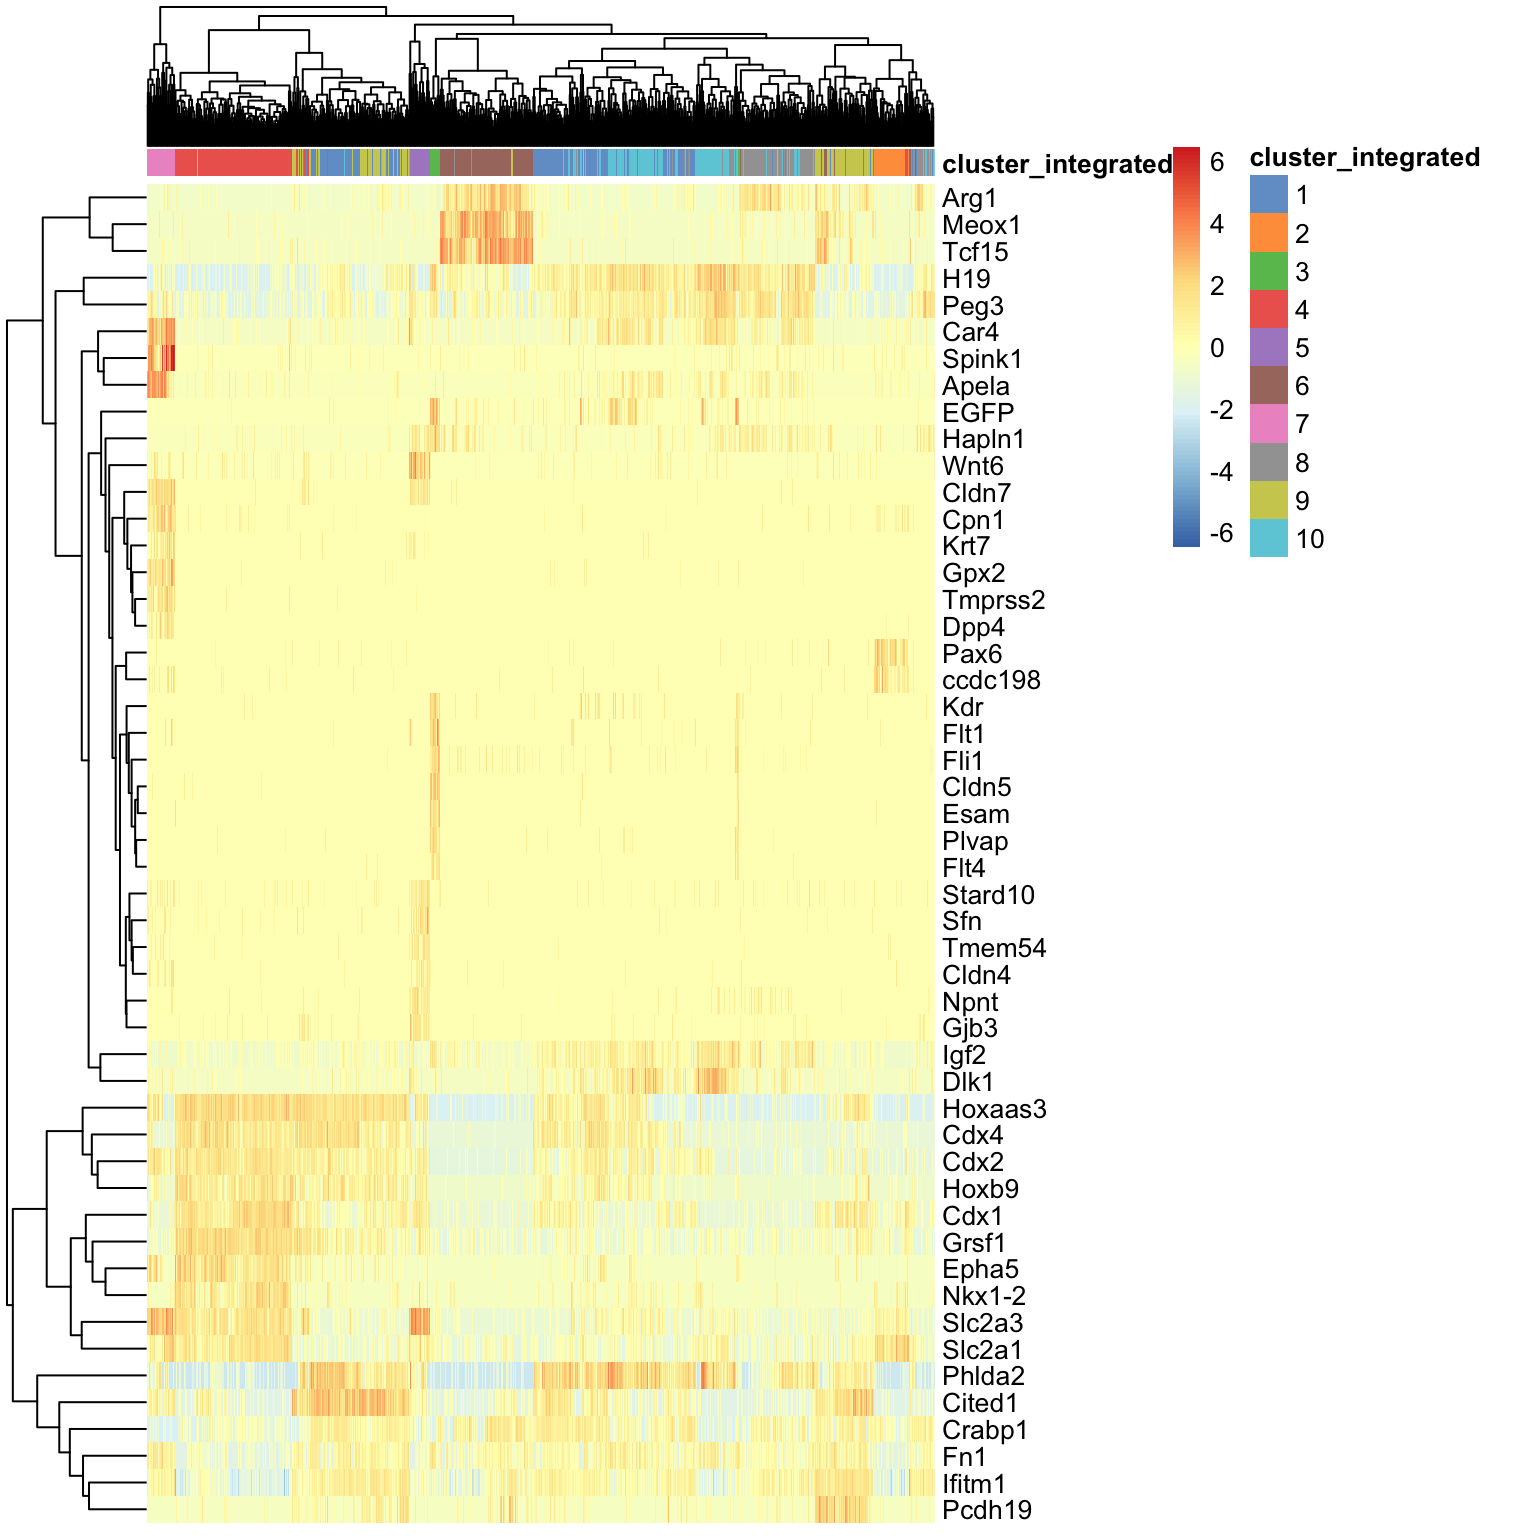 cluster_integrated
Arg1
Meox1
Tcf15
H19
Peg3
Car4
Spink1
Apela
EGFP
Hapln1
Wnt6
Cldn7
Cpn1
Krt7
Gpx2
Tmprss2
Dpp4
Pax6
ccdc198
Kdr
Flt1
Fli1
Cldn5
Esam
Plvap
Flt4
Stard10
Sfn
Tmem54
Cldn4
Npnt
Gjb3
Igf2
Dlk1
Hoxaas3
Cdx4
Cdx2
Hoxb9
Cdx1
Grsf1
Epha5
Nkx1-2
Slc2a3
Slc2a1
Phlda2
Cited1
Crabp1
Fn1
Ifitm1
Pcdh19
6
4
2
0
-2
-4
-6
cluster_integrated
1
2
3
4
5
6
7
8
9
10